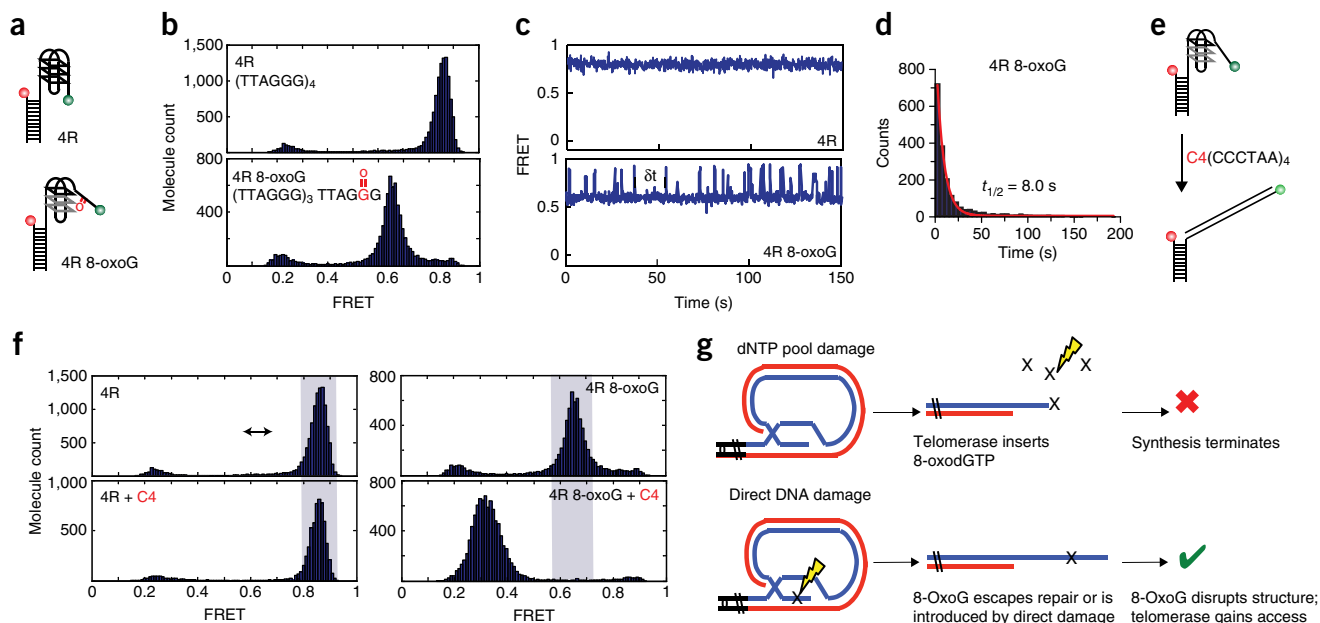 a
4R
O
4R 8-oxoG
b
1,500
1,000
500
0
4R
(TTAGGG)4
800
400
0
4R 8-oxoG
O
(TTAGGG)3 TTAGGG
0 0.2 0.4 0.6 0.8 1
Molecule count
FRET
c
1
0.5
0
4R
1
0.5
0
δt
4R 8-oxoG
0 50 100 150
FRET
Time (s)
d
4R 8-oxoG
800
600
400
200
0
t1/2 = 8.0 s
0 50 100 150 200
Counts
Time (s)
e
C4(CCCTAA)4
f
1,500
1,000
500
4R
1,000
500
4R + C4
0 0.2 0.4 0.6 0.8 1
Molecule count
FRET
800
400
4R 8-oxoG
800
400
4R 8-oxoG + C4
0 0.2 0.4 0.6 0.8 1
FRET
g
dNTP pool damage
X
X
X
X
Telomerase inserts
8-oxodGTP
Synthesis terminates
Direct DNA damage
X
X
8-OxoG escapes repair or is
introduced by direct damage
8-OxoG disrupts structure;
telomerase gains access